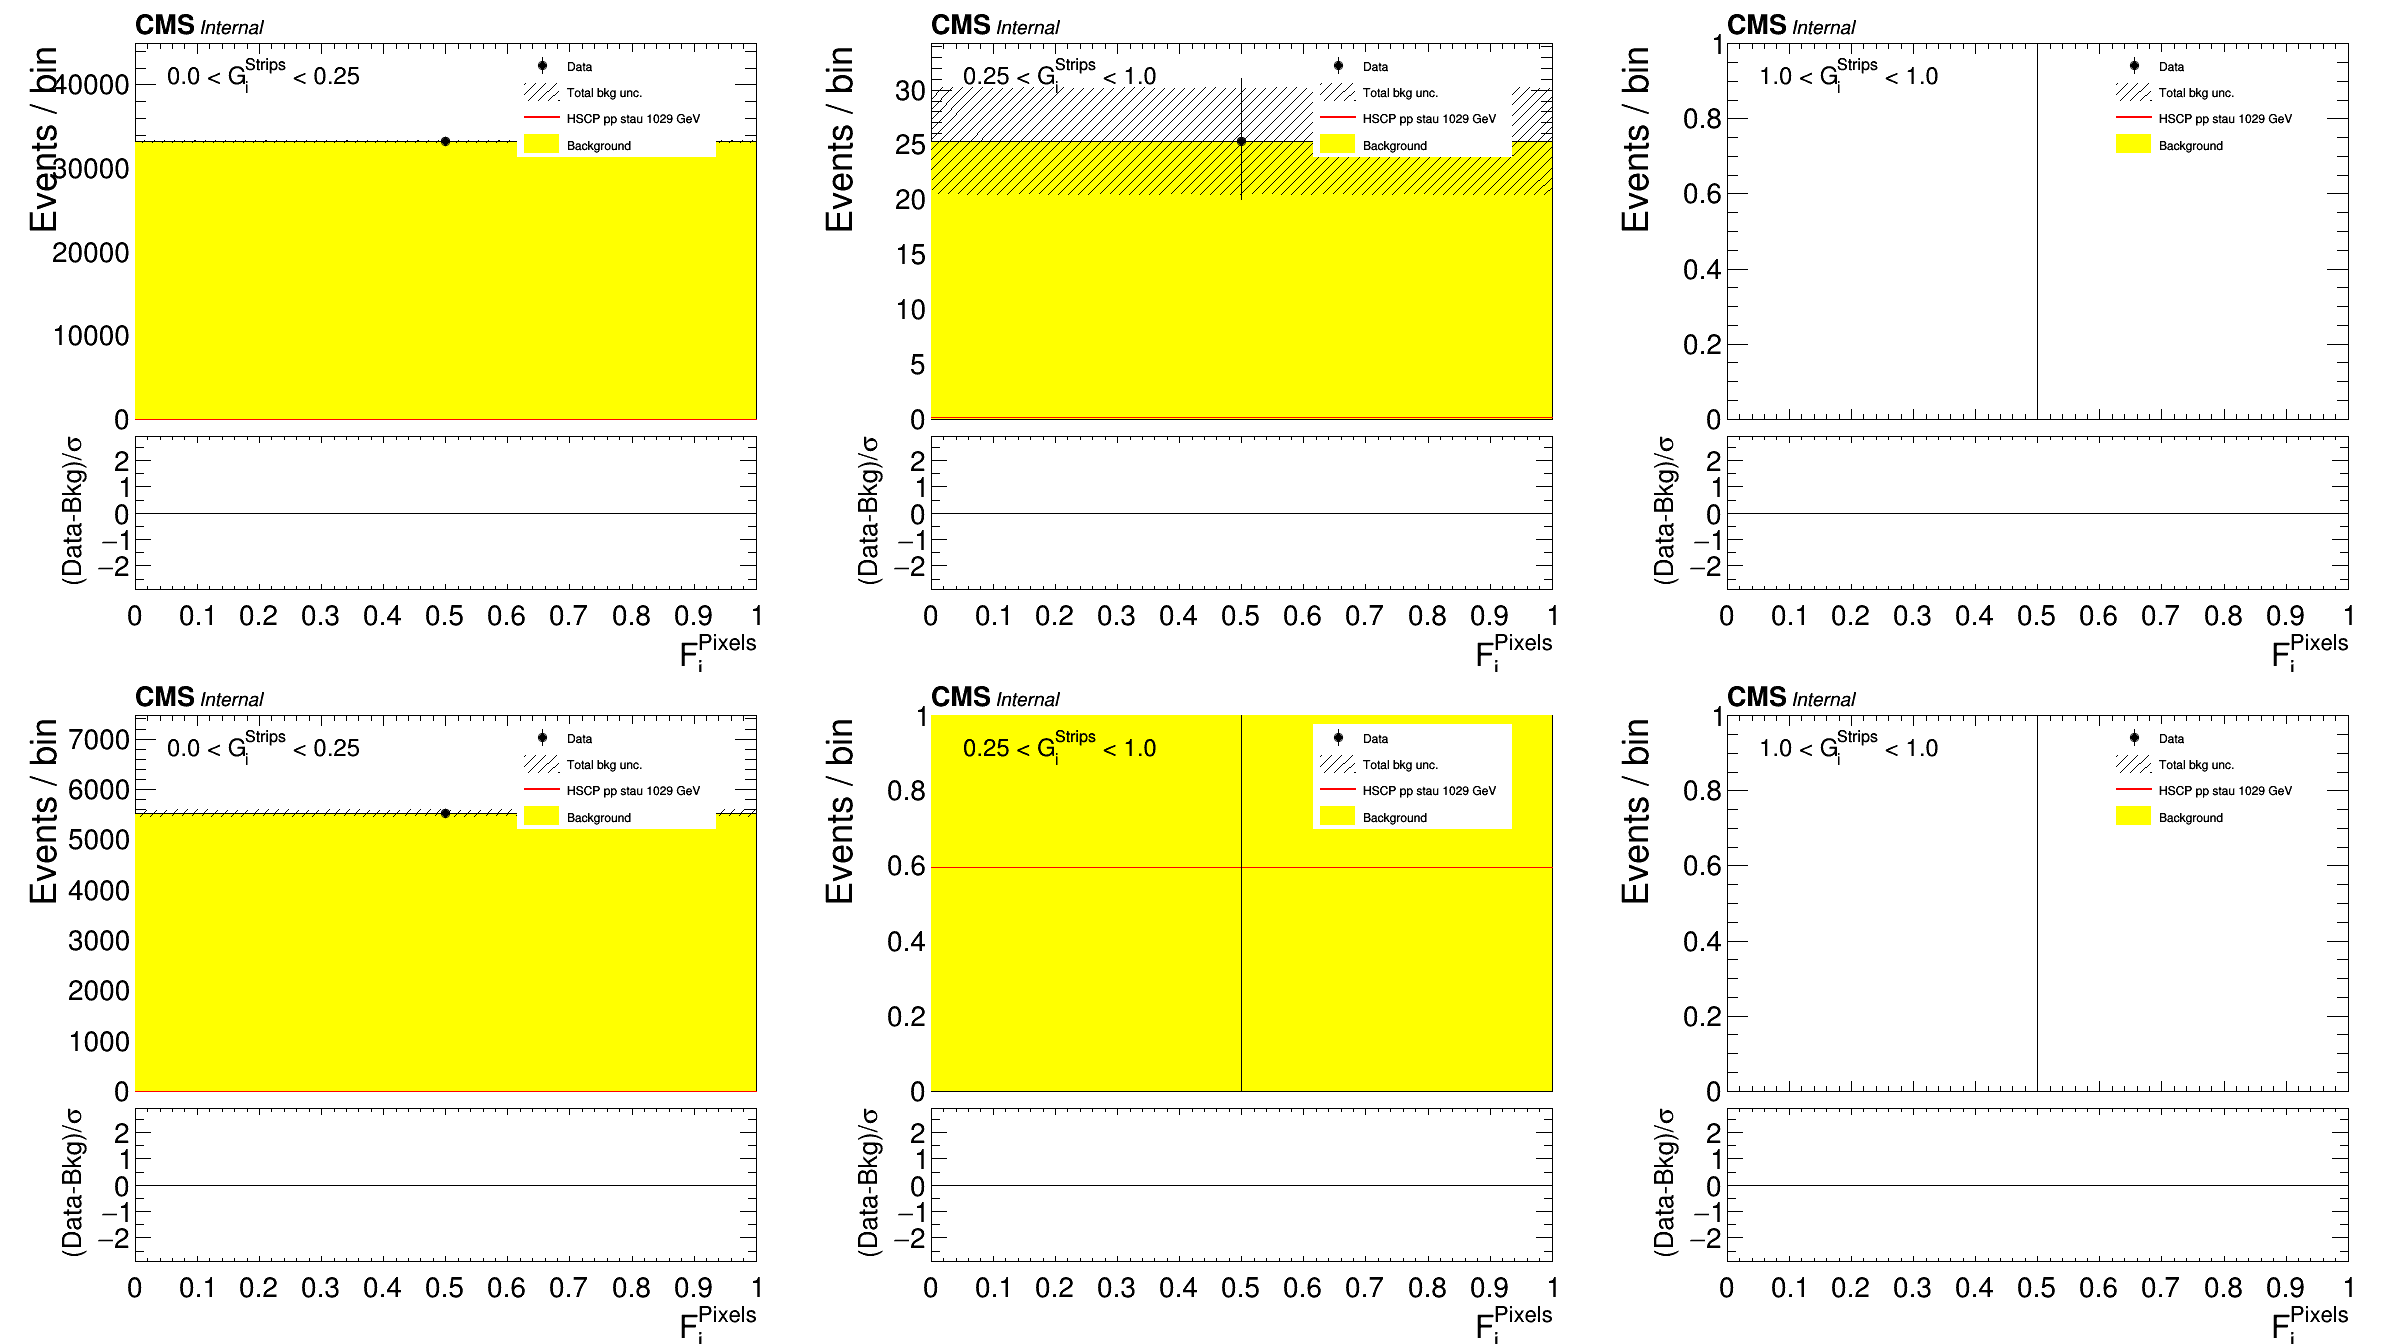 CMS Internal
Events / bin
0.0 < G_i^Strips < 0.25
Data
Total bkg unc.
HSCP pp stau 1029 GeV
Background
40000
30000
20000
10000
0
(Data-Bkg)/σ
2
1
0
−1
−2
0 0.1 0.2 0.3 0.4 0.5 0.6 0.7 0.8 0.9 1
F_i^Pixels
CMS Internal
Events / bin
0.25 < G_i^Strips < 1.0
Data
Total bkg unc.
HSCP pp stau 1029 GeV
Background
30
25
20
15
10
5
0
(Data-Bkg)/σ
2
1
0
−1
−2
0 0.1 0.2 0.3 0.4 0.5 0.6 0.7 0.8 0.9 1
F_i^Pixels
CMS Internal
Events / bin
1.0 < G_i^Strips < 1.0
Data
Total bkg unc.
HSCP pp stau 1029 GeV
Background
1
0.8
0.6
0.4
0.2
0
(Data-Bkg)/σ
2
1
0
−1
−2
0 0.1 0.2 0.3 0.4 0.5 0.6 0.7 0.8 0.9 1
F_i^Pixels
CMS Internal
Events / bin
0.0 < G_i^Strips < 0.25
Data
Total bkg unc.
HSCP pp stau 1029 GeV
Background
7000
6000
5000
4000
3000
2000
1000
0
(Data-Bkg)/σ
2
1
0
−1
−2
0 0.1 0.2 0.3 0.4 0.5 0.6 0.7 0.8 0.9 1
F_i^Pixels
CMS Internal
Events / bin
0.25 < G_i^Strips < 1.0
Data
Total bkg unc.
HSCP pp stau 1029 GeV
Background
1
0.8
0.6
0.4
0.2
0
(Data-Bkg)/σ
2
1
0
−1
−2
0 0.1 0.2 0.3 0.4 0.5 0.6 0.7 0.8 0.9 1
F_i^Pixels
CMS Internal
Events / bin
1.0 < G_i^Strips < 1.0
Data
Total bkg unc.
HSCP pp stau 1029 GeV
Background
1
0.8
0.6
0.4
0.2
0
(Data-Bkg)/σ
2
1
0
−1
−2
0 0.1 0.2 0.3 0.4 0.5 0.6 0.7 0.8 0.9 1
F_i^Pixels